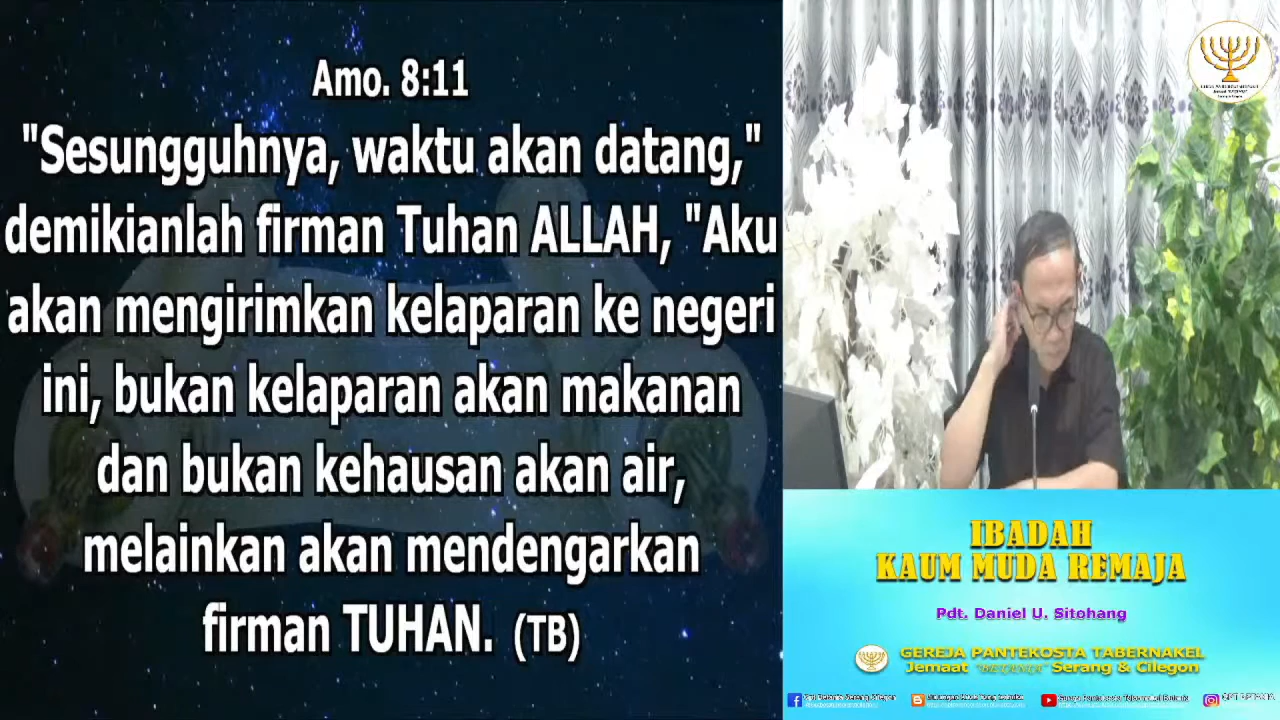 Amo. 8:11
"Sesungguhnya, waktu akan datang,"
demikianlah firman Tuhan ALLAH, "Aku
akan mengirimkan kelaparan ke negeri
ini, bukan kelaparan akan makanan
dan bukan kehausan akan air,
melainkan akan mendengarkan
firman TUHAN. (TB)
IBADAH
KAUM MUDA REMAJA
Pdt. Daniel U. Sitohang
GEREJA PANTEKOSTA TABERNAKEL
Jemaat "BETANIA" Serang & Cilegon